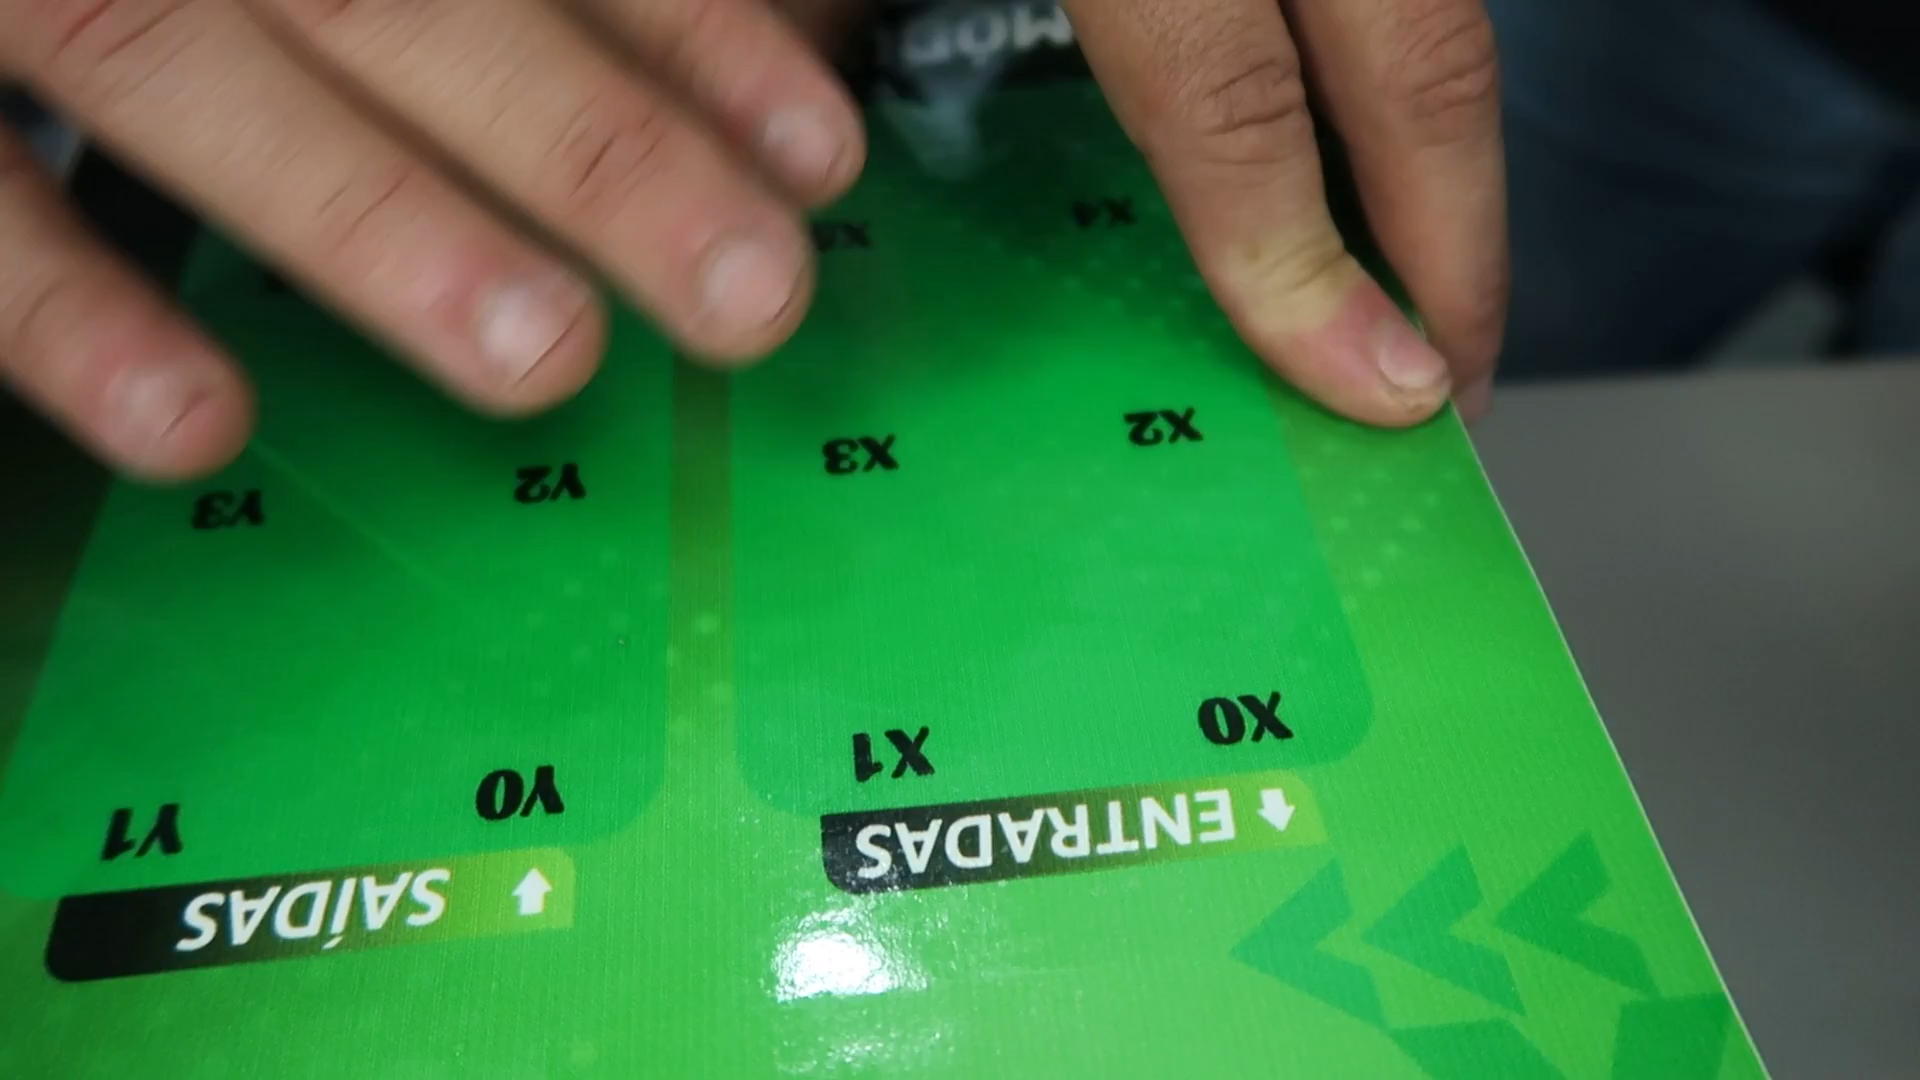 ENTRADAS
X0 X1
X2 X3
X4
SAÍDAS
Y0 Y1
Y2 Y3